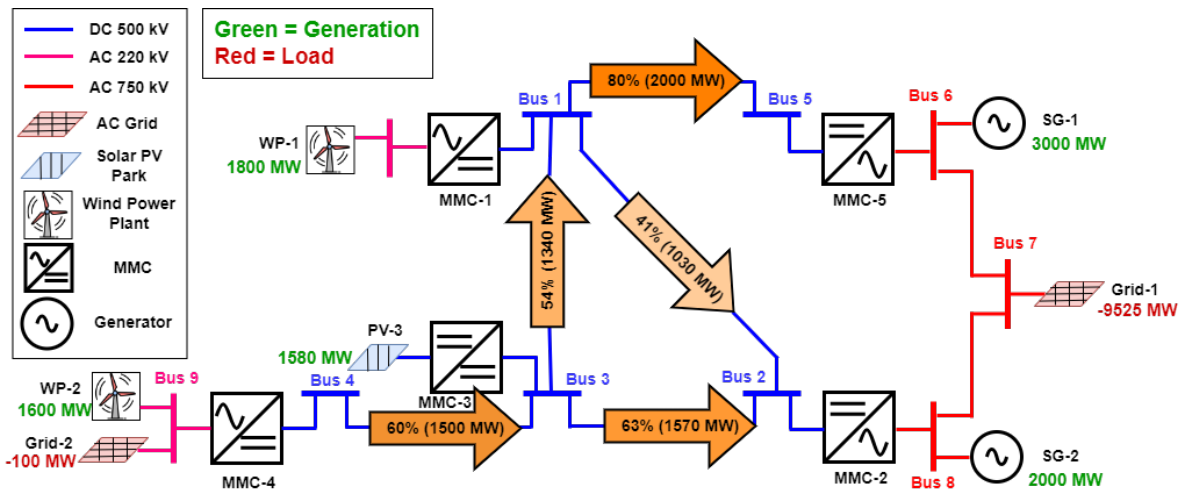 DC 500 kV
AC 220 kV
AC 750 kV
AC Grid
Solar PV
Park
Wind Power
Plant
MMC
Generator
Green = Generation
Red = Load
80% (2000 MW)
Bus 1
Bus 5
Bus 6
SG-1
3000 MW
WP-1
1800 MW
MMC-1
MMC-5
41% (1030 MW)
54% (1340 MW)
Bus 7
Grid-1
-9525 MW
PV-3
1580 MW
MMC-3
WP-2
1600 MW
Bus 9
Bus 4
Bus 3
Bus 2
Grid-2
-100 MW
60% (1500 MW)
63% (1570 MW)
MMC-4
MMC-2
Bus 8
SG-2
2000 MW